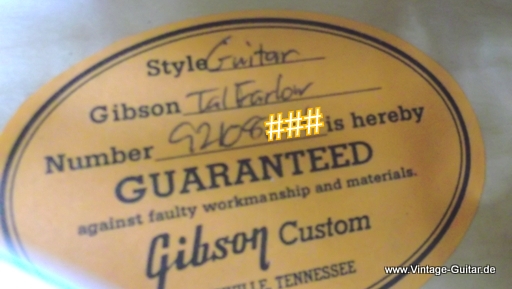 Style Guitar
Gibson Tal Farlow
Number 9268### is hereby
GUARANTEED
against faulty workmanship and materials.
Gibson Custom
TENNESSEE
www.Vintage-Guitar.de